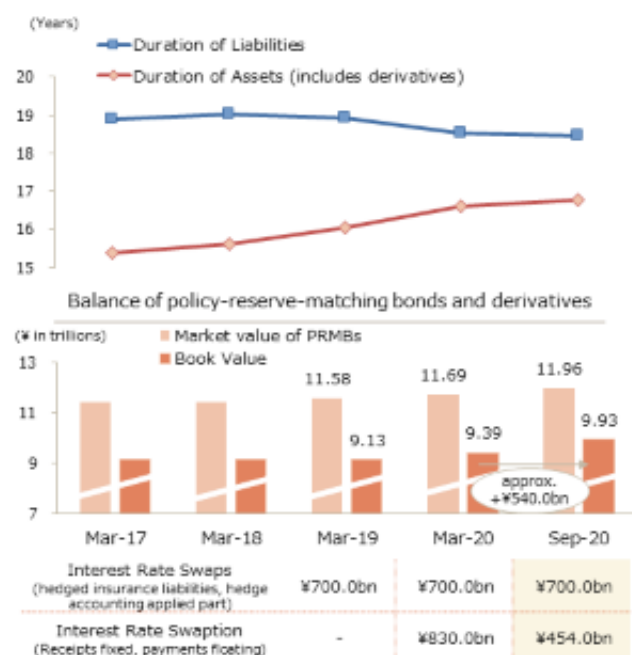 (Years)
Duration of Liabilities
Duration of Assets (includes derivatives)
20
19
18
17
16
15
Balance of policy-reserve-matching bonds and derivatives
(¥ in trillions)
Market value of PRMBs
Book Value
13
11
9
7
11.58
9.13
11.69
9.39
11.96
9.93
approx.
+¥540.0bn
Mar-17 Mar-18 Mar-19 Mar-20 Sep-20
Interest Rate Swaps
(hedged insurance liabilities, hedge
accounting applied part)
¥700.0bn ¥700.0bn ¥700.0bn
Interest Rate Swaption
(Receipts fixed, payments floating)
- ¥830.0bn ¥454.0bn